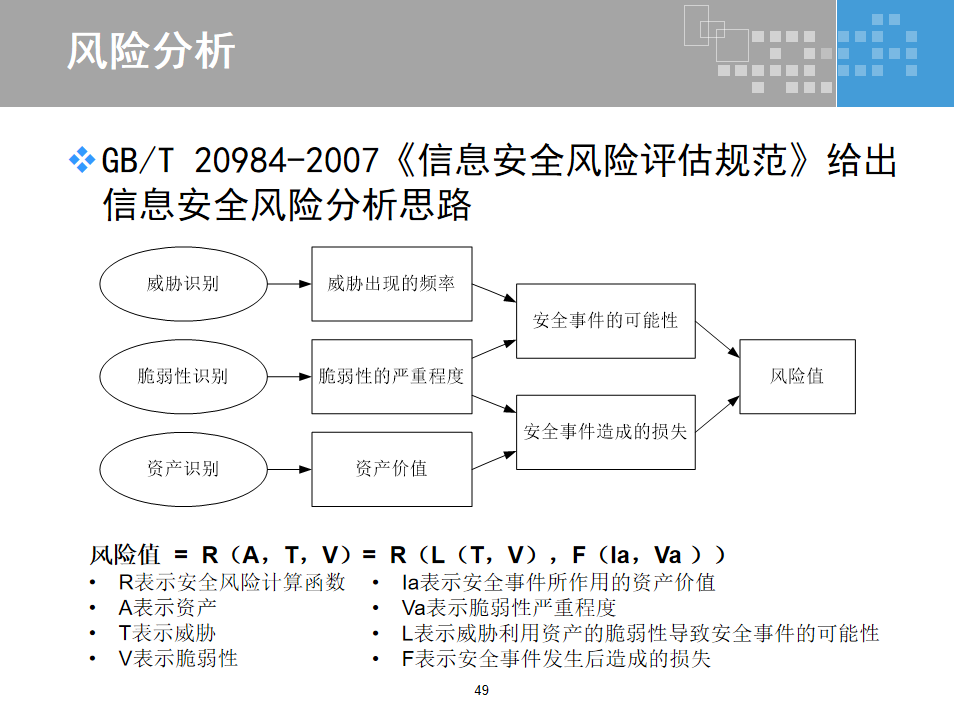 风险分析
GB/T 20984-2007《信息安全风险评估规范》给出
信息安全风险分析思路
威胁识别
威胁出现的频率
安全事件的可能性
脆弱性识别
脆弱性的严重程度
风险值
安全事件造成的损失
资产识别
资产价值
风险值 = R（A，T，V）= R（L（T，V），F（Ia，Va ））
• R表示安全风险计算函数
• A表示资产
• T表示威胁
• V表示脆弱性
• Ia表示安全事件所作用的资产价值
• Va表示脆弱性严重程度
• L表示威胁利用资产的脆弱性导致安全事件的可能性
• F表示安全事件发生后造成的损失
49